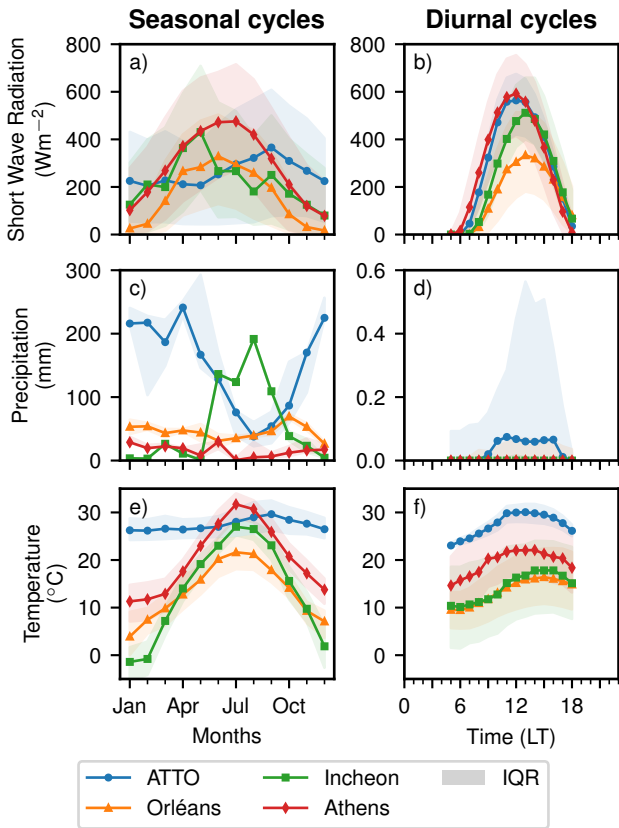 Seasonal cycles
Diurnal cycles
Short Wave Radiation
(Wm−2)
800
600
400
200
0
a)
800
600
400
200
0
b)
Precipitation
(mm)
300
200
100
0
c)
0.6
0.4
0.2
0.0
d)
Temperature
(°C)
30
20
10
0
e)
30
20
10
0
f)
Jan Apr Jul Oct
Months
0 6 12 18
Time (LT)
ATTO Incheon IQR
Orléans Athens